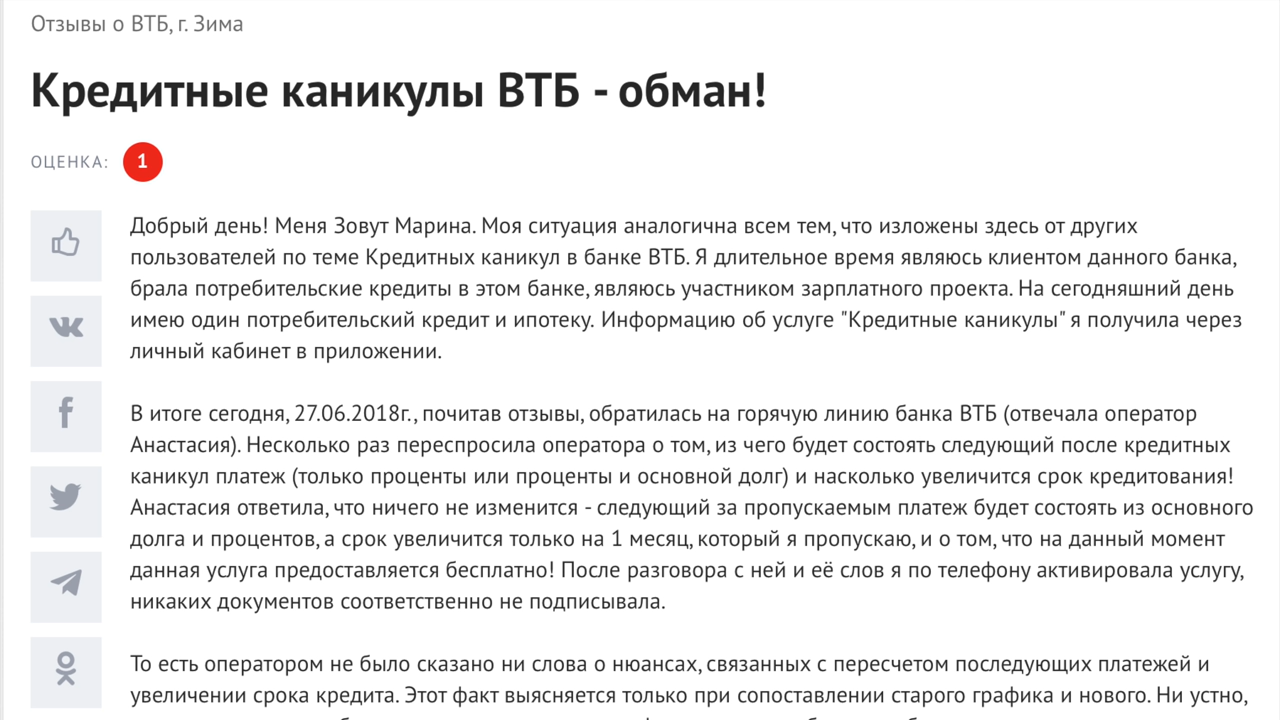 Отзывы о ВТБ, г. Зима
Кредитные каникулы ВТБ - обман!
ОЦЕНКА: 1
Добрый день! Меня Зовут Марина. Моя ситуация аналогична всем тем, что изложены здесь от других
пользователей по теме Кредитных каникул в банке ВТБ. Я длительное время являюсь клиентом данного банка,
брала потребительские кредиты в этом банке, являюсь участником зарплатного проекта. На сегодняшний день
имею один потребительский кредит и ипотеку. Информацию об услуге "Кредитные каникулы" я получила через
личный кабинет в приложении.
В итоге сегодня, 27.06.2018г., почитав отзывы, обратилась на горячую линию банка ВТБ (отвечала оператор
Анастасия). Несколько раз переспросила оператора о том, из чего будет состоять следующий после кредитных
каникул платеж (только проценты или проценты и основной долг) и насколько увеличится срок кредитования!
Анастасия ответила, что ничего не изменится - следующий за пропускаемым платеж будет состоять из основного
долга и процентов, а срок увеличится только на 1 месяц, который я пропускаю, и о том, что на данный момент
данная услуга предоставляется бесплатно! После разговора с ней и её слов я по телефону активировала услугу,
никаких документов соответственно не подписывала.
То есть оператором не было сказано ни слова о нюансах, связанных с пересчетом последующих платежей и
увеличении срока кредита. Этот факт выясняется только при сопоставлении старого графика и нового. Ни устно,